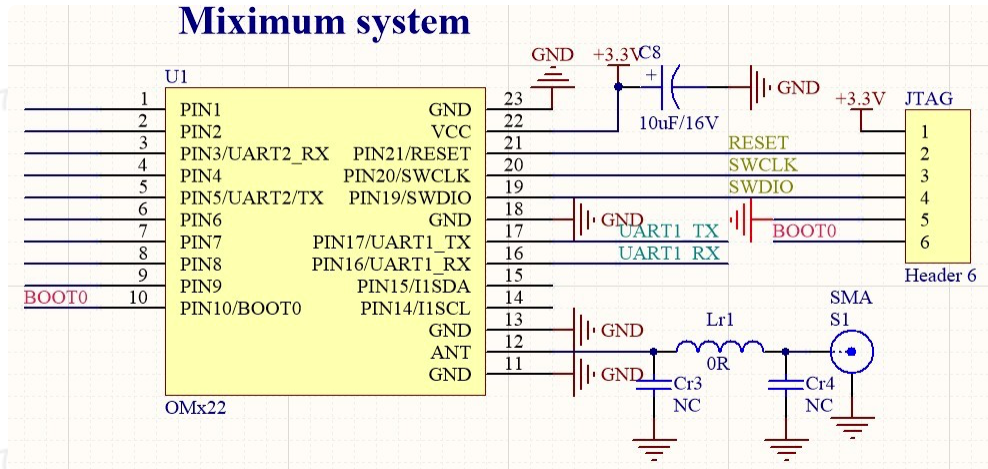 Miximum system
U1
GND
+3.3V
C8
+
GND
10uF/16V
+3.3V
JTAG
1 PIN1 GND 23
2 PIN2 VCC 22
3 PIN3/UART2_RX PIN21/RESET 21 RESET
4 PIN4 PIN20/SWCLK 20 SWCLK
5 PIN5/UART2/TX PIN19/SWDIO 19 SWDIO
6 PIN6 GND 18 GND
7 PIN7 PIN17/UART1_TX 17 UART1_TX
8 PIN8 PIN16/UART1_RX 16 UART1_RX
9 PIN9 PIN15/I1SDA 15
BOOT0 10 PIN10/BOOT0 PIN14/I1SCL 14
GND 13 GND
ANT 12
GND 11 GND
OMx22
1
2
3
4
5
BOOT0 6
Header 6
Lr1
0R
Cr3
NC
Cr4
NC
SMA
S1